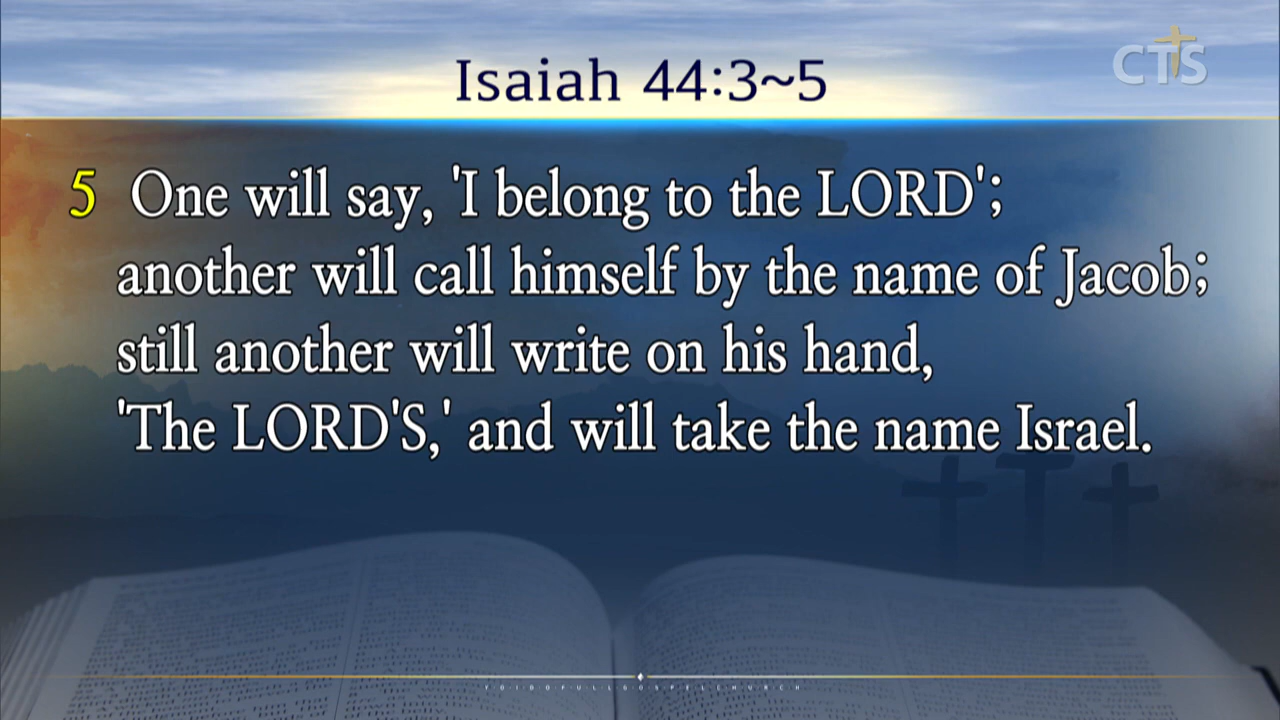 Isaiah 44:3~5
CTS
5 One will say, 'I belong to the LORD';
another will call himself by the name of Jacob;
still another will write on his hand,
'The LORD'S,' and will take the name Israel.
YOIDOFULLGOSPELCHURCH